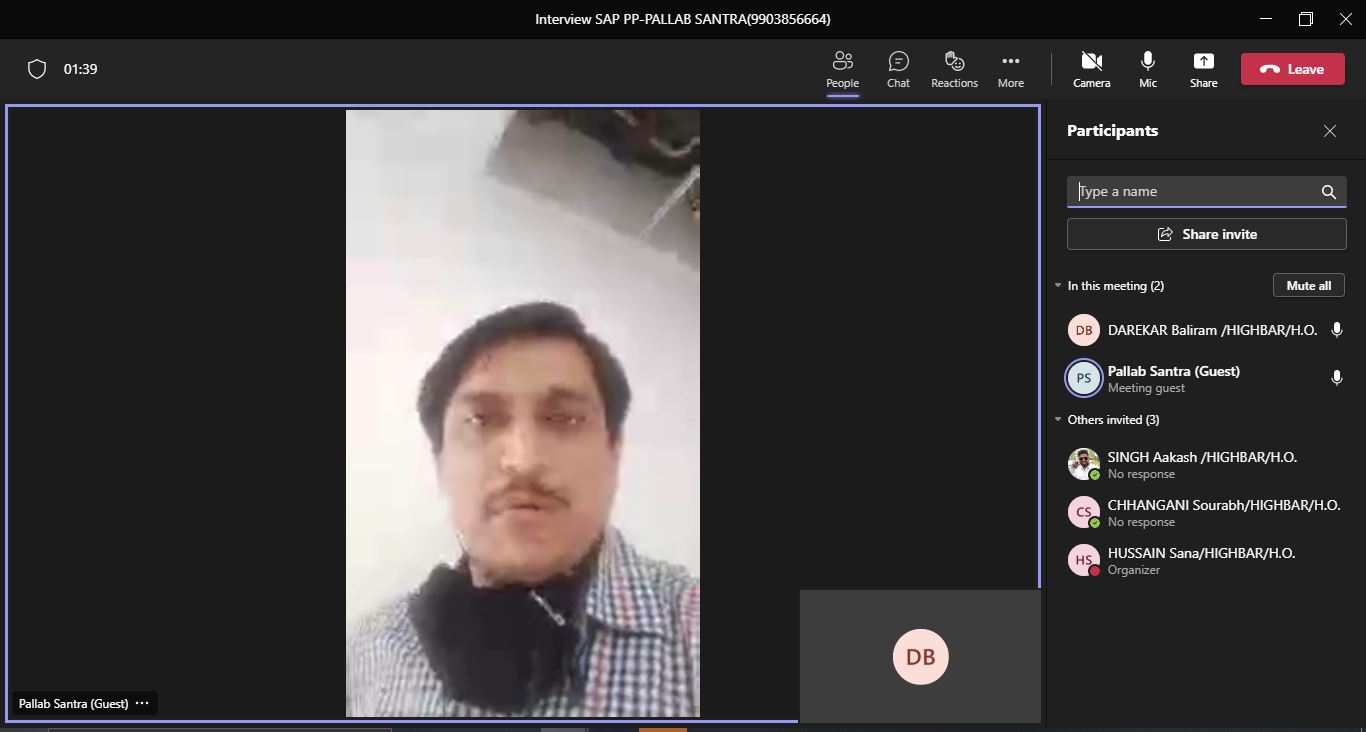 Interview SAP PP-PALLAB SANTRA(9903856664)
01:39
People
Chat
Reactions
More
Camera
Mic
Share
Leave
Participants
Type a name
Share invite
In this meeting (2)
Mute all
DB
DAREKAR Baliram /HIGHBAR/H.O.
PS
Pallab Santra (Guest)
Meeting guest
Others invited (3)
SINGH Aakash /HIGHBAR/H.O.
No response
CS
CHHANGANI Sourabh/HIGHBAR/H.O.
No response
HS
HUSSAIN Sana/HIGHBAR/H.O.
Organizer
DB
Pallab Santra (Guest)